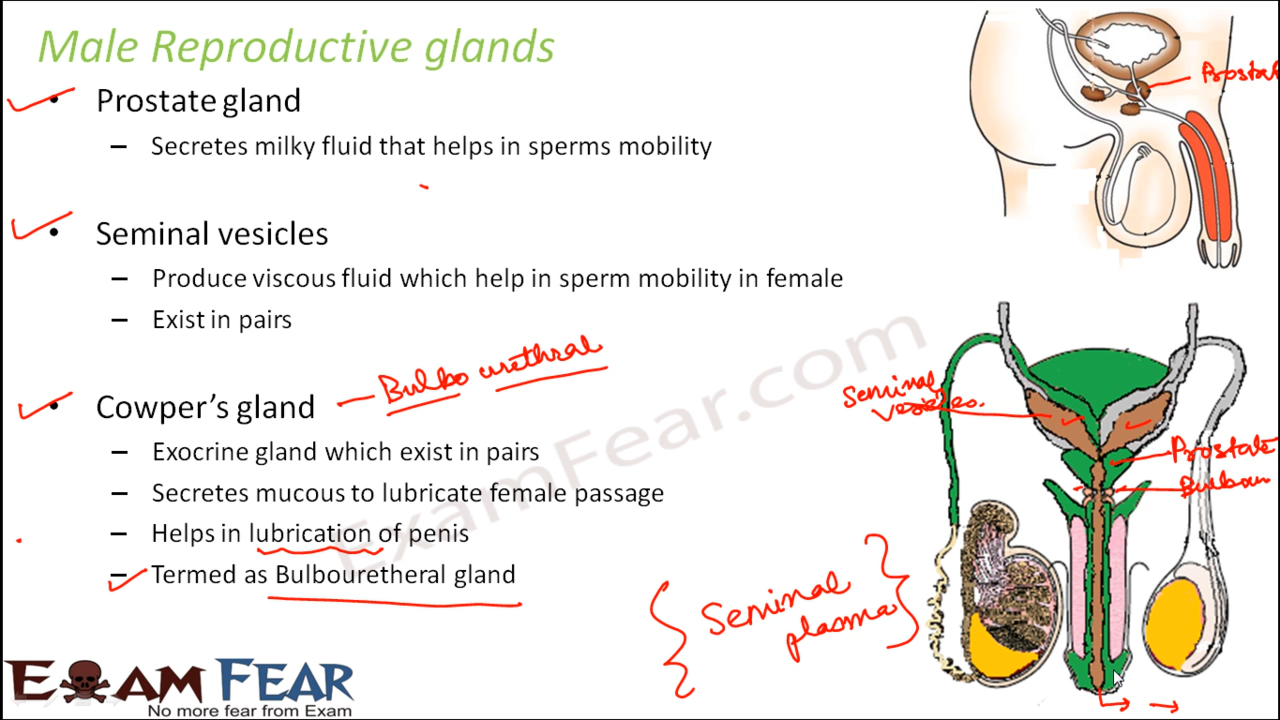 Male Reproductive glands
• Prostate gland
– Secretes milky fluid that helps in sperms mobility
• Seminal vesicles
– Produce viscous fluid which help in sperm mobility in female
– Exist in pairs
• Cowper's gland
– Exocrine gland which exist in pairs
– Secretes mucous to lubricate female passage
– Helps in lubrication of penis
– Termed as Bulbouretheral gland
Bulbo urethral
Prostat
Seminal
vesicles.
Prostate
Bulbour
Seminal
plasma
ExamFear.com
EXAM FEAR
No more fear from Exam